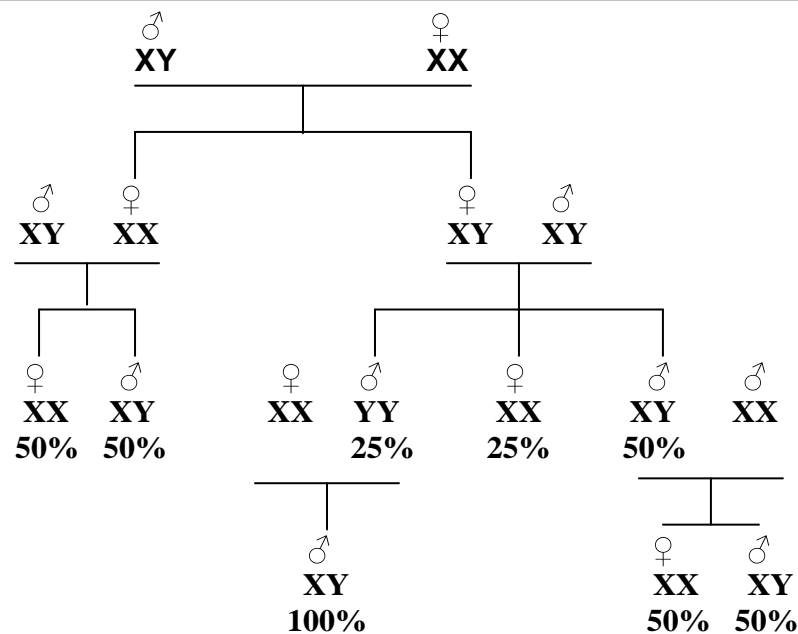 ♂ ♀
XY XX
♂ ♀ ♀ ♂
XY XX XY XY
♀ ♂ ♀ ♂ ♀ ♂ ♂
XX XY XX YY XX XY XX
50% 50% 25% 25% 50%
♂ ♀ ♂
XY XX XY
100% 50% 50%